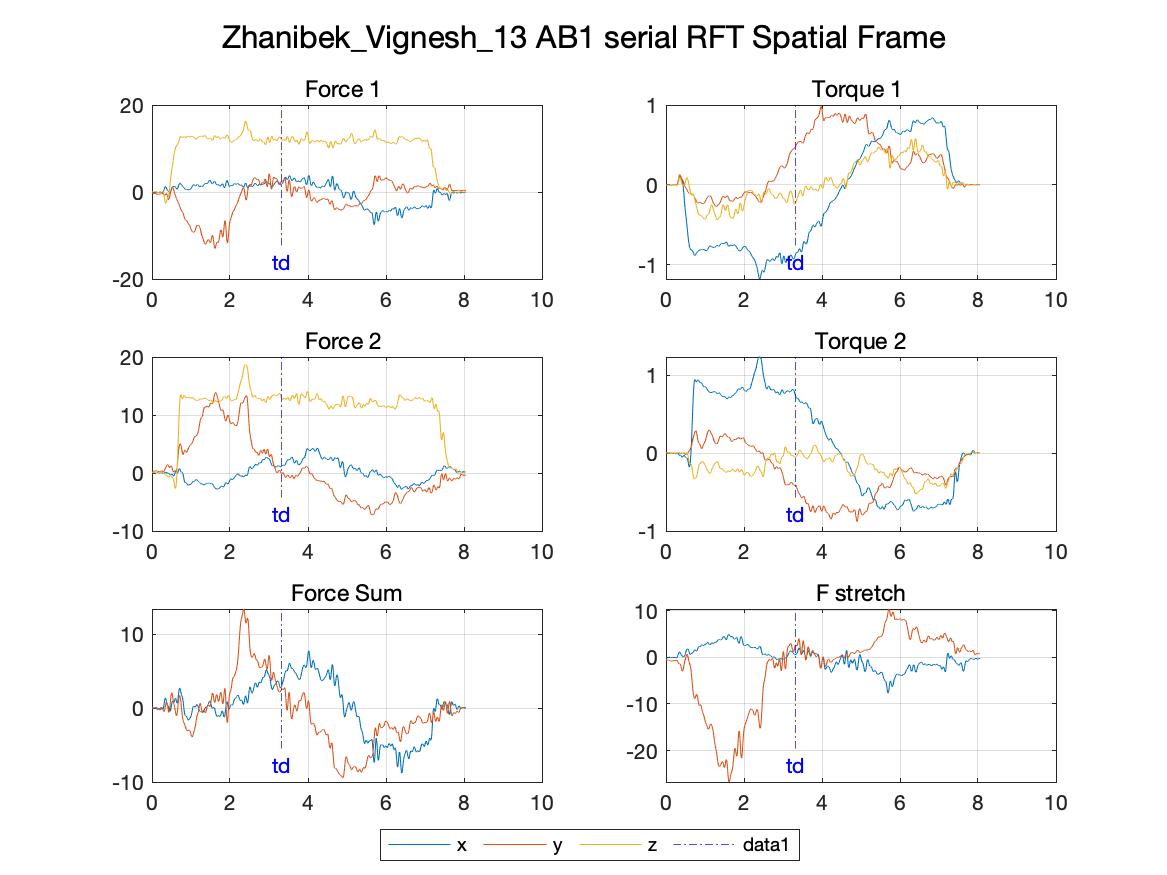 Zhanibek_Vignesh_13 AB1 serial RFT Spatial Frame
Force 1
20
0
-20
0 2 4 6 8 10
td
Torque 1
1
0
-1
0 2 4 6 8 10
td
Force 2
20
10
0
-10
0 2 4 6 8 10
td
Torque 2
1
0
-1
0 2 4 6 8 10
td
Force Sum
10
0
-10
0 2 4 6 8 10
td
F stretch
10
0
-10
-20
0 2 4 6 8 10
td
x y z data1